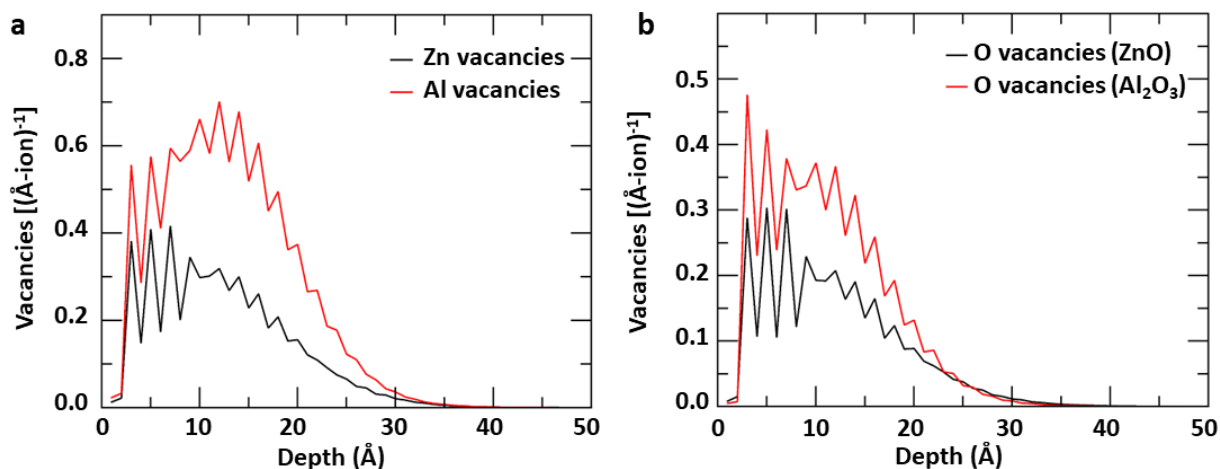 a
Zn vacancies
Al vacancies
Vacancies [(Å-ion)⁻¹]
0.8
0.6
0.4
0.2
0.0
0
10
20
30
40
50
Depth (Å)
b
O vacancies (ZnO)
O vacancies (Al₂O₃)
Vacancies [(Å-ion)⁻¹]
0.5
0.4
0.3
0.2
0.1
0.0
0
10
20
30
40
50
Depth (Å)